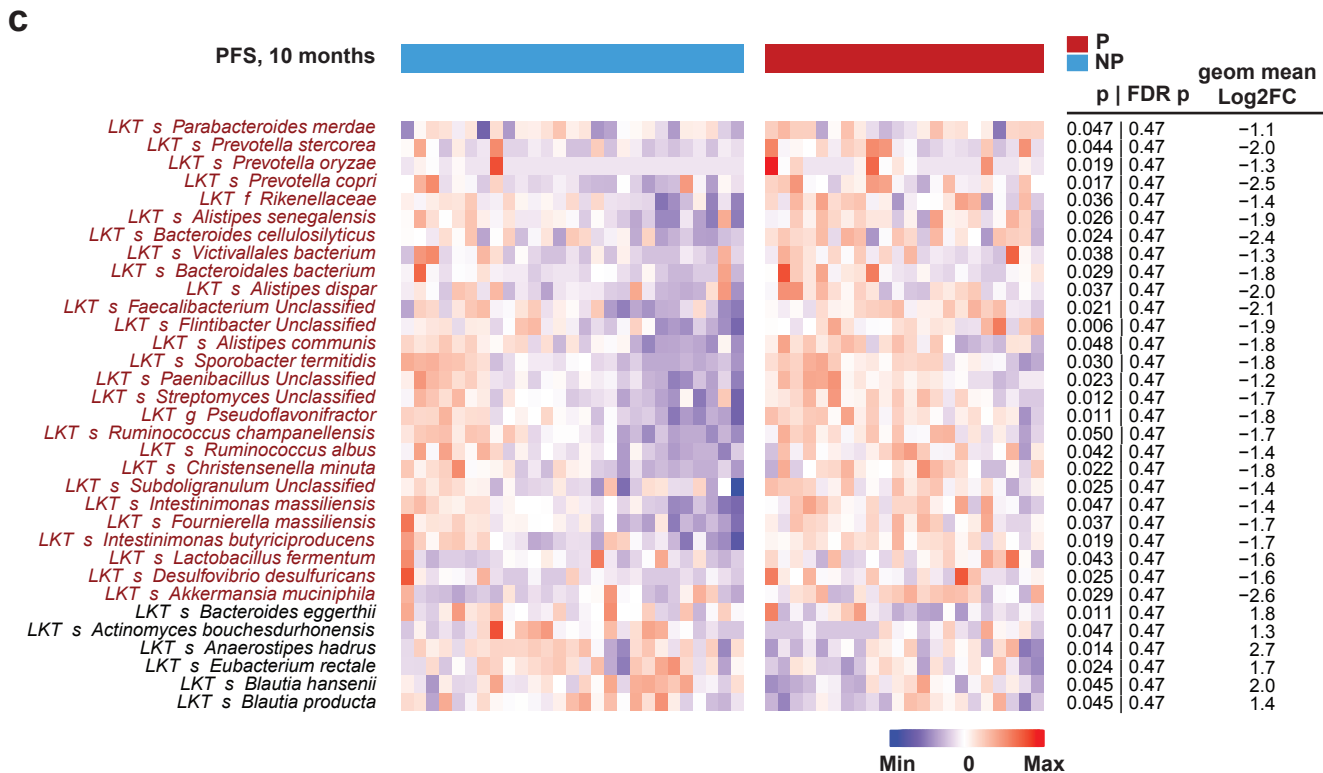 c
PFS, 10 months
P
NP
p | FDR p
geom mean
Log2FC
LKT s Parabacteroides merdae 0.047 | 0.47 −1.1
LKT s Prevotella stercorea 0.044 | 0.47 −2.0
LKT s Prevotella oryzae 0.019 | 0.47 −1.3
LKT s Prevotella copri 0.017 | 0.47 −2.5
LKT f Rikenellaceae 0.036 | 0.47 −1.4
LKT s Alistipes senegalensis 0.026 | 0.47 −1.9
LKT s Bacteroides cellulosilyticus 0.024 | 0.47 −2.4
LKT s Victivallales bacterium 0.038 | 0.47 −1.3
LKT s Bacteroidales bacterium 0.029 | 0.47 −1.8
LKT s Alistipes dispar 0.037 | 0.47 −2.0
LKT s Faecalibacterium Unclassified 0.021 | 0.47 −2.1
LKT s Flintibacter Unclassified 0.006 | 0.47 −1.9
LKT s Alistipes communis 0.048 | 0.47 −1.8
LKT s Sporobacter termitidis 0.030 | 0.47 −1.8
LKT s Paenibacillus Unclassified 0.023 | 0.47 −1.2
LKT s Streptomyces Unclassified 0.012 | 0.47 −1.7
LKT g Pseudoflavonifractor 0.011 | 0.47 −1.8
LKT s Ruminococcus champanellensis 0.050 | 0.47 −1.7
LKT s Ruminococcus albus 0.042 | 0.47 −1.4
LKT s Christensenella minuta 0.022 | 0.47 −1.8
LKT s Subdoligranulum Unclassified 0.025 | 0.47 −1.4
LKT s Intestinimonas massiliensis 0.047 | 0.47 −1.4
LKT s Fournierella massiliensis 0.037 | 0.47 −1.7
LKT s Intestinimonas butyriciproducens 0.019 | 0.47 −1.7
LKT s Lactobacillus fermentum 0.043 | 0.47 −1.6
LKT s Desulfovibrio desulfuricans 0.025 | 0.47 −1.6
LKT s Akkermansia muciniphila 0.029 | 0.47 −2.6
LKT s Bacteroides eggerthii 0.011 | 0.47 1.8
LKT s Actinomyces bouchesdurhonensis 0.047 | 0.47 1.3
LKT s Anaerostipes hadrus 0.014 | 0.47 2.7
LKT s Eubacterium rectale 0.024 | 0.47 1.7
LKT s Blautia hansenii 0.045 | 0.47 2.0
LKT s Blautia producta 0.045 | 0.47 1.4
Min 0 Max